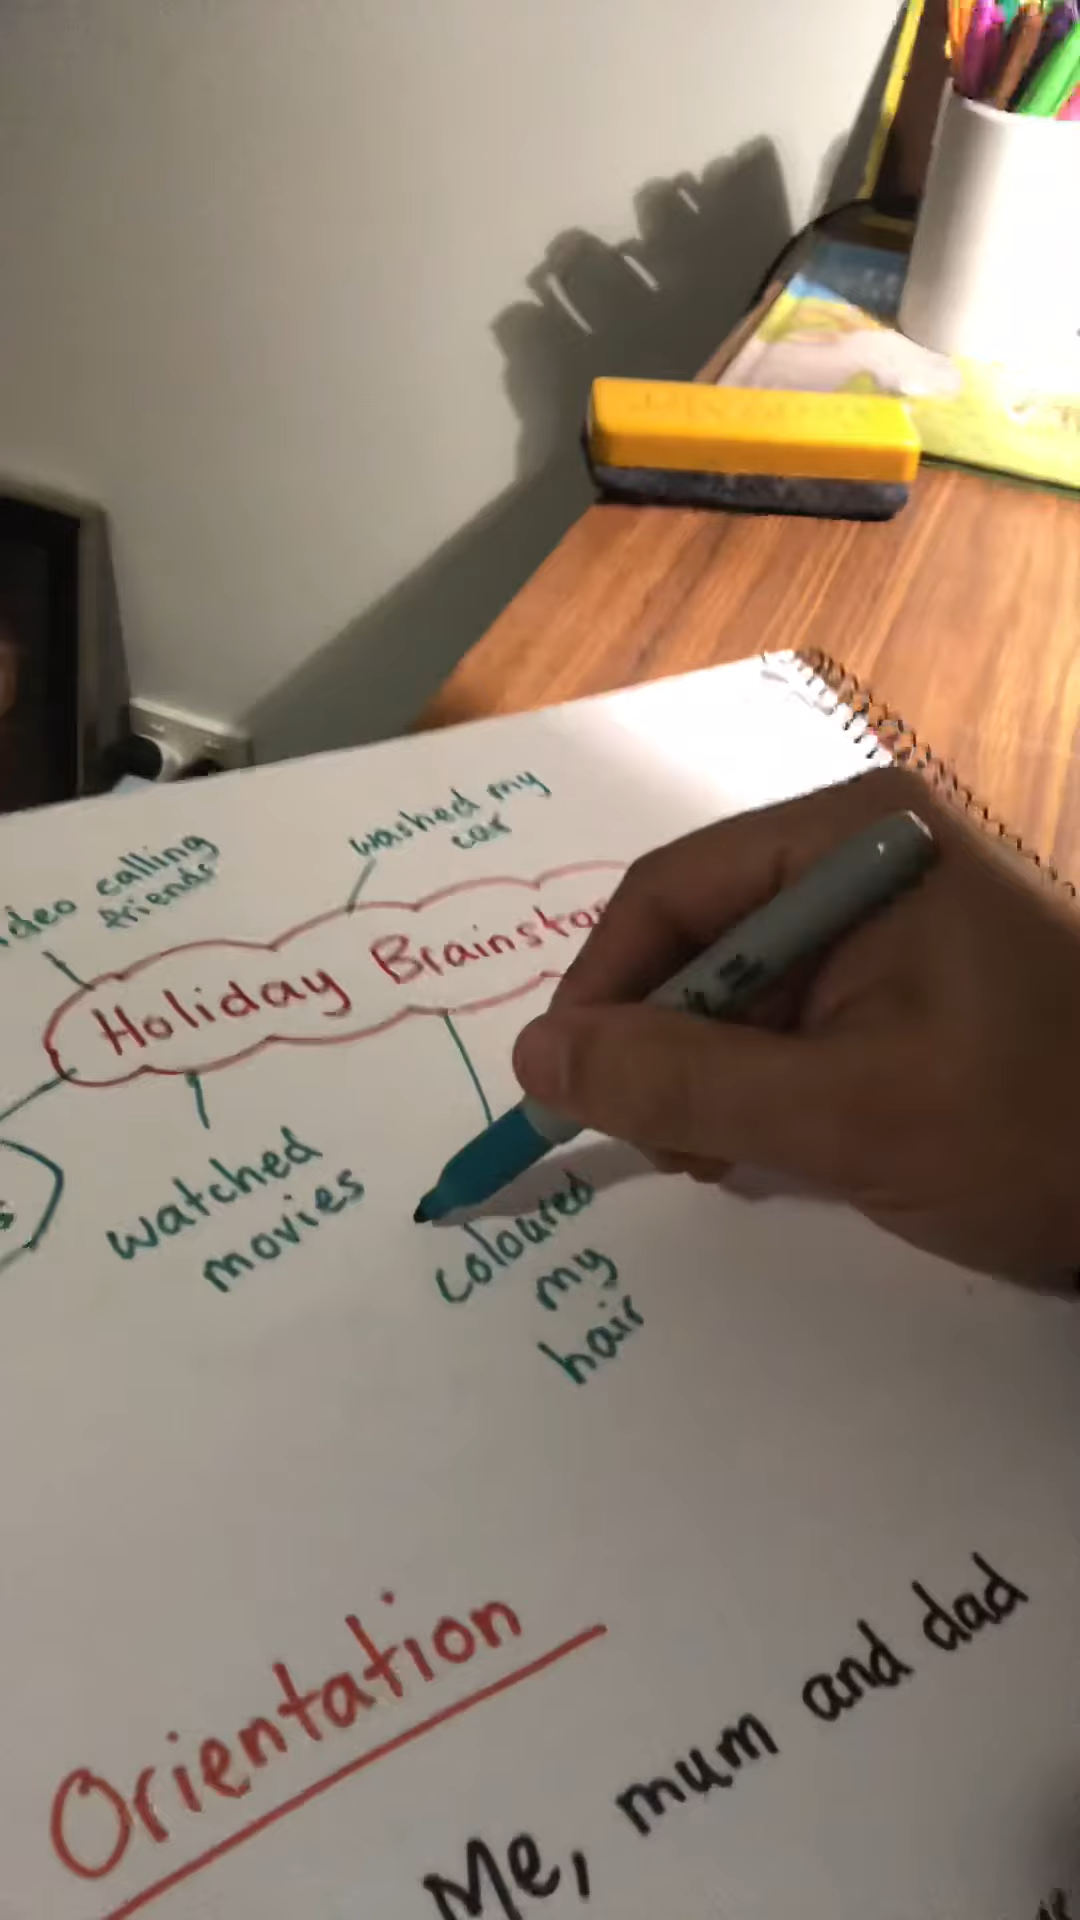 washed my
car
calling
friends
Holiday
watched
movies
coloured
my
hair
Orientation
Me, mum and dad